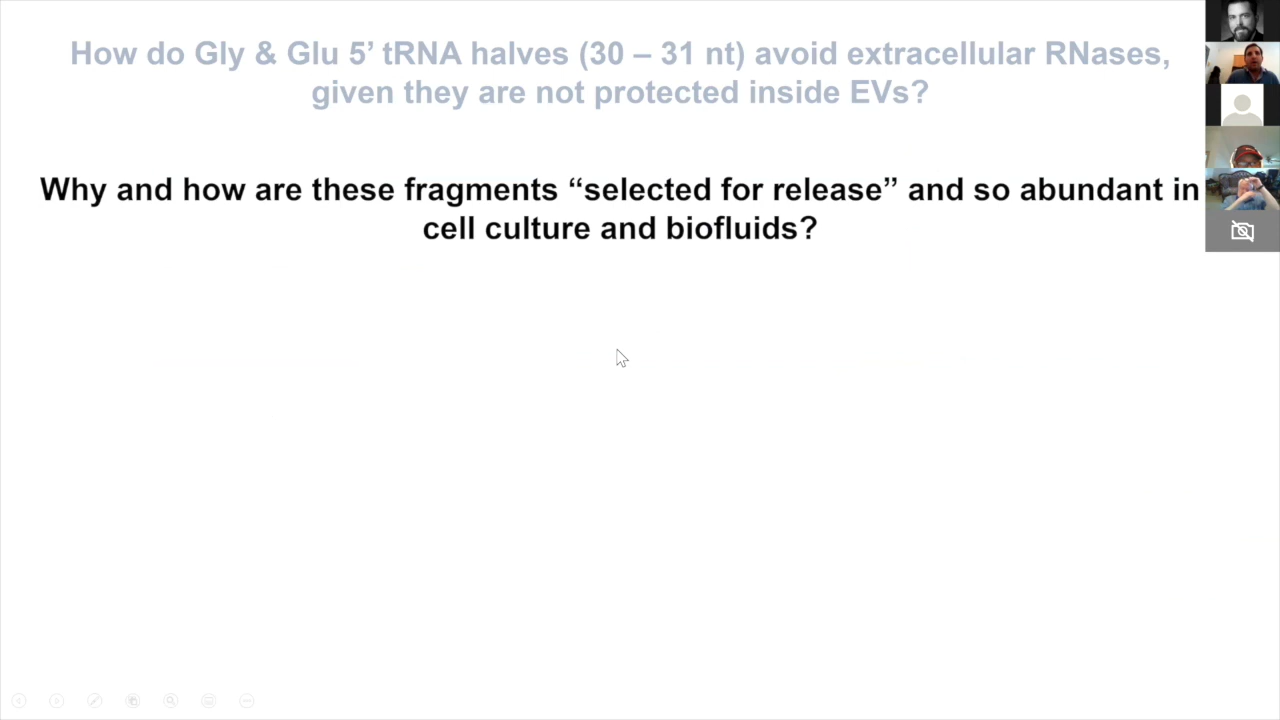 How do Gly & Glu 5’ tRNA halves (30 – 31 nt) avoid extracellular RNases,
given they are not protected inside EVs?
Why and how are these fragments “selected for release” and so abundant in
cell culture and biofluids?